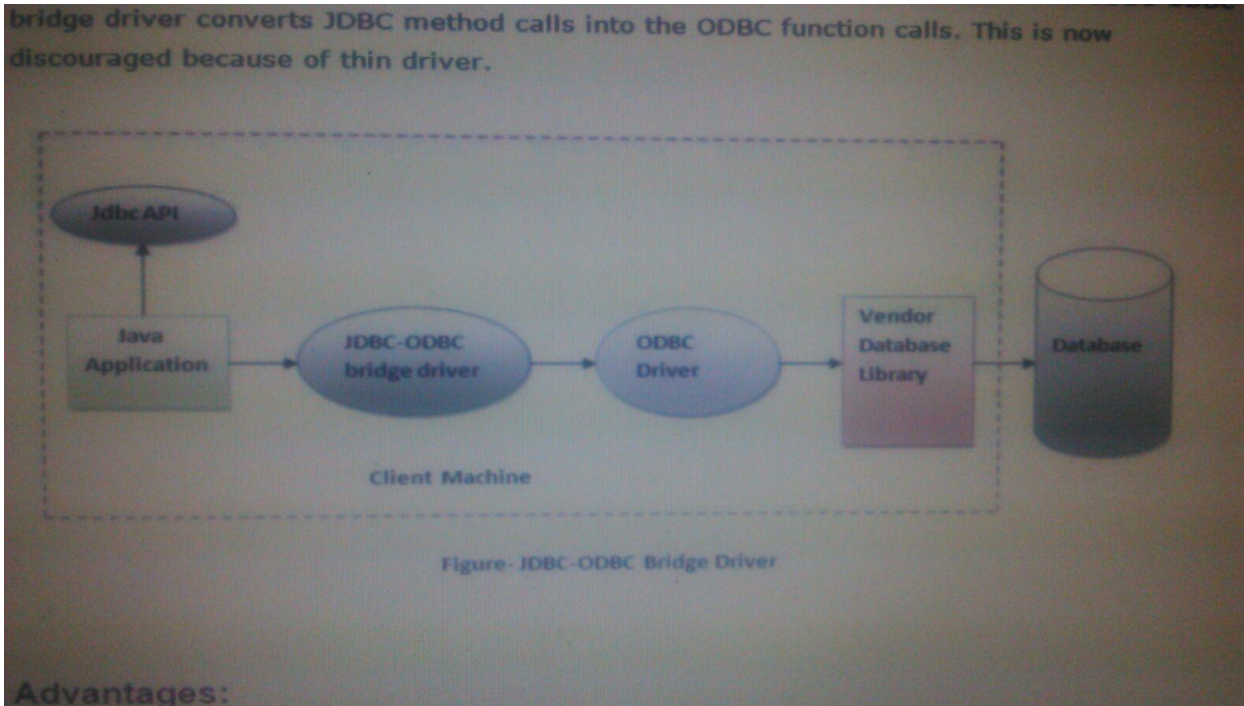 bridge driver converts JDBC method calls into the ODBC function calls. This is now
discouraged because of thin driver.
Jdbc API
Java
Application
JDBC-ODBC
bridge driver
ODBC
Driver
Vendor
Database
Library
Database
Client Machine
Figure- JDBC-ODBC Bridge Driver
Advantages: